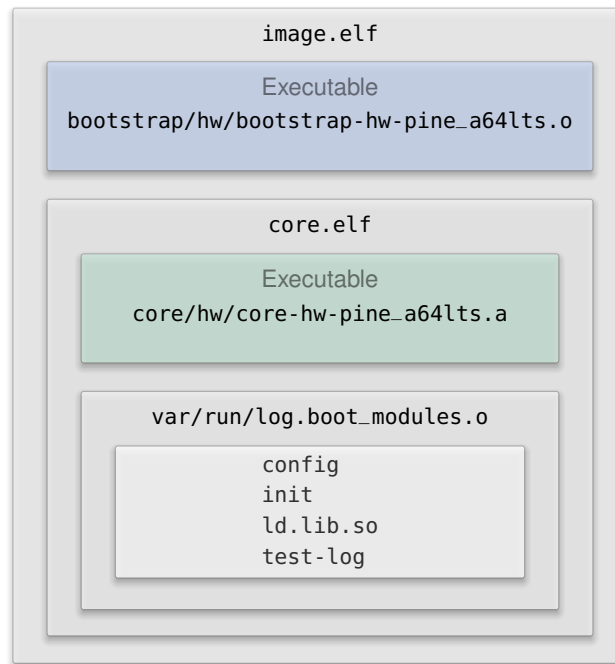 image.elf
Executable
bootstrap/hw/bootstrap-hw-pine_a64lts.o
core.elf
Executable
core/hw/core-hw-pine_a64lts.a
var/run/log.boot_modules.o
config
init
ld.lib.so
test-log